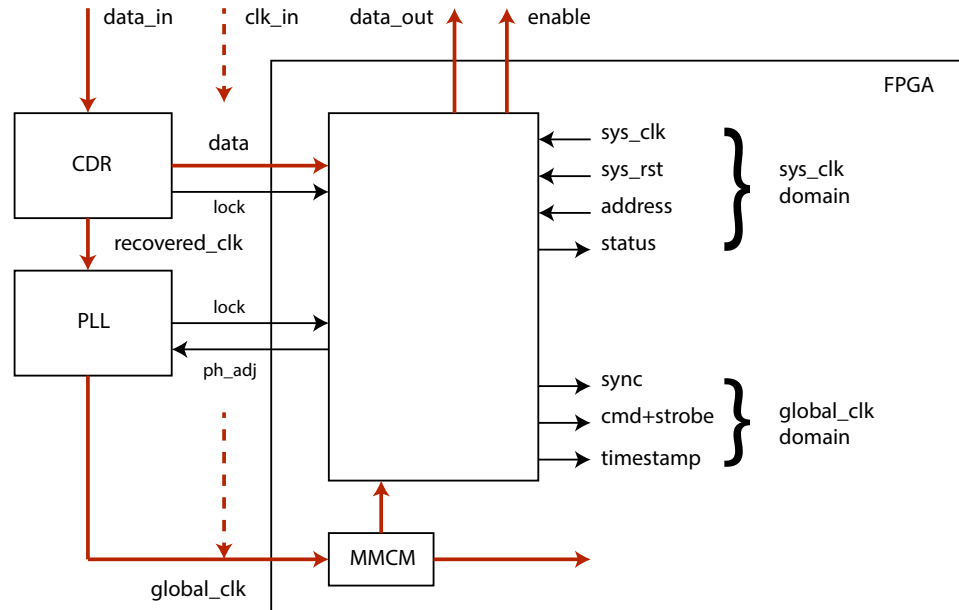 data_in
clk_in
data_out
enable
FPGA
CDR
data
lock
sys_clk
sys_rst
address
status
sys_clk
domain
recovered_clk
PLL
lock
ph_adj
sync
cmd+strobe
timestamp
global_clk
domain
MMCM
global_clk